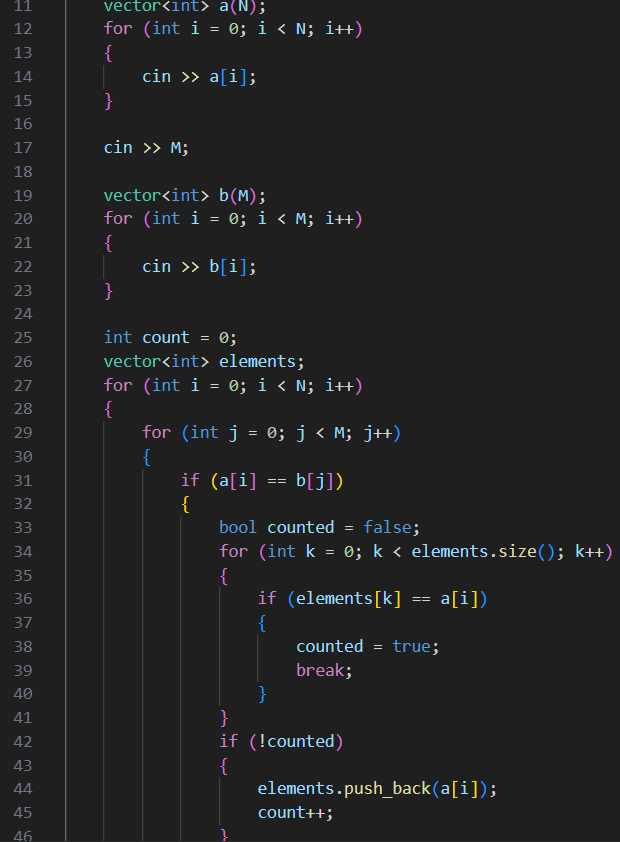 11 vector<int> a(N);
12 for (int i = 0; i < N; i++)
13 {
14 cin >> a[i];
15 }
16
17 cin >> M;
18
19 vector<int> b(M);
20 for (int i = 0; i < M; i++)
21 {
22 cin >> b[i];
23 }
24
25 int count = 0;
26 vector<int> elements;
27 for (int i = 0; i < N; i++)
28 {
29 for (int j = 0; j < M; j++)
30 {
31 if (a[i] == b[j])
32 {
33 bool counted = false;
34 for (int k = 0; k < elements.size(); k++)
35 {
36 if (elements[k] == a[i])
37 {
38 counted = true;
39 break;
40 }
41 }
42 if (!counted)
43 {
44 elements.push_back(a[i]);
45 count++;
46 }